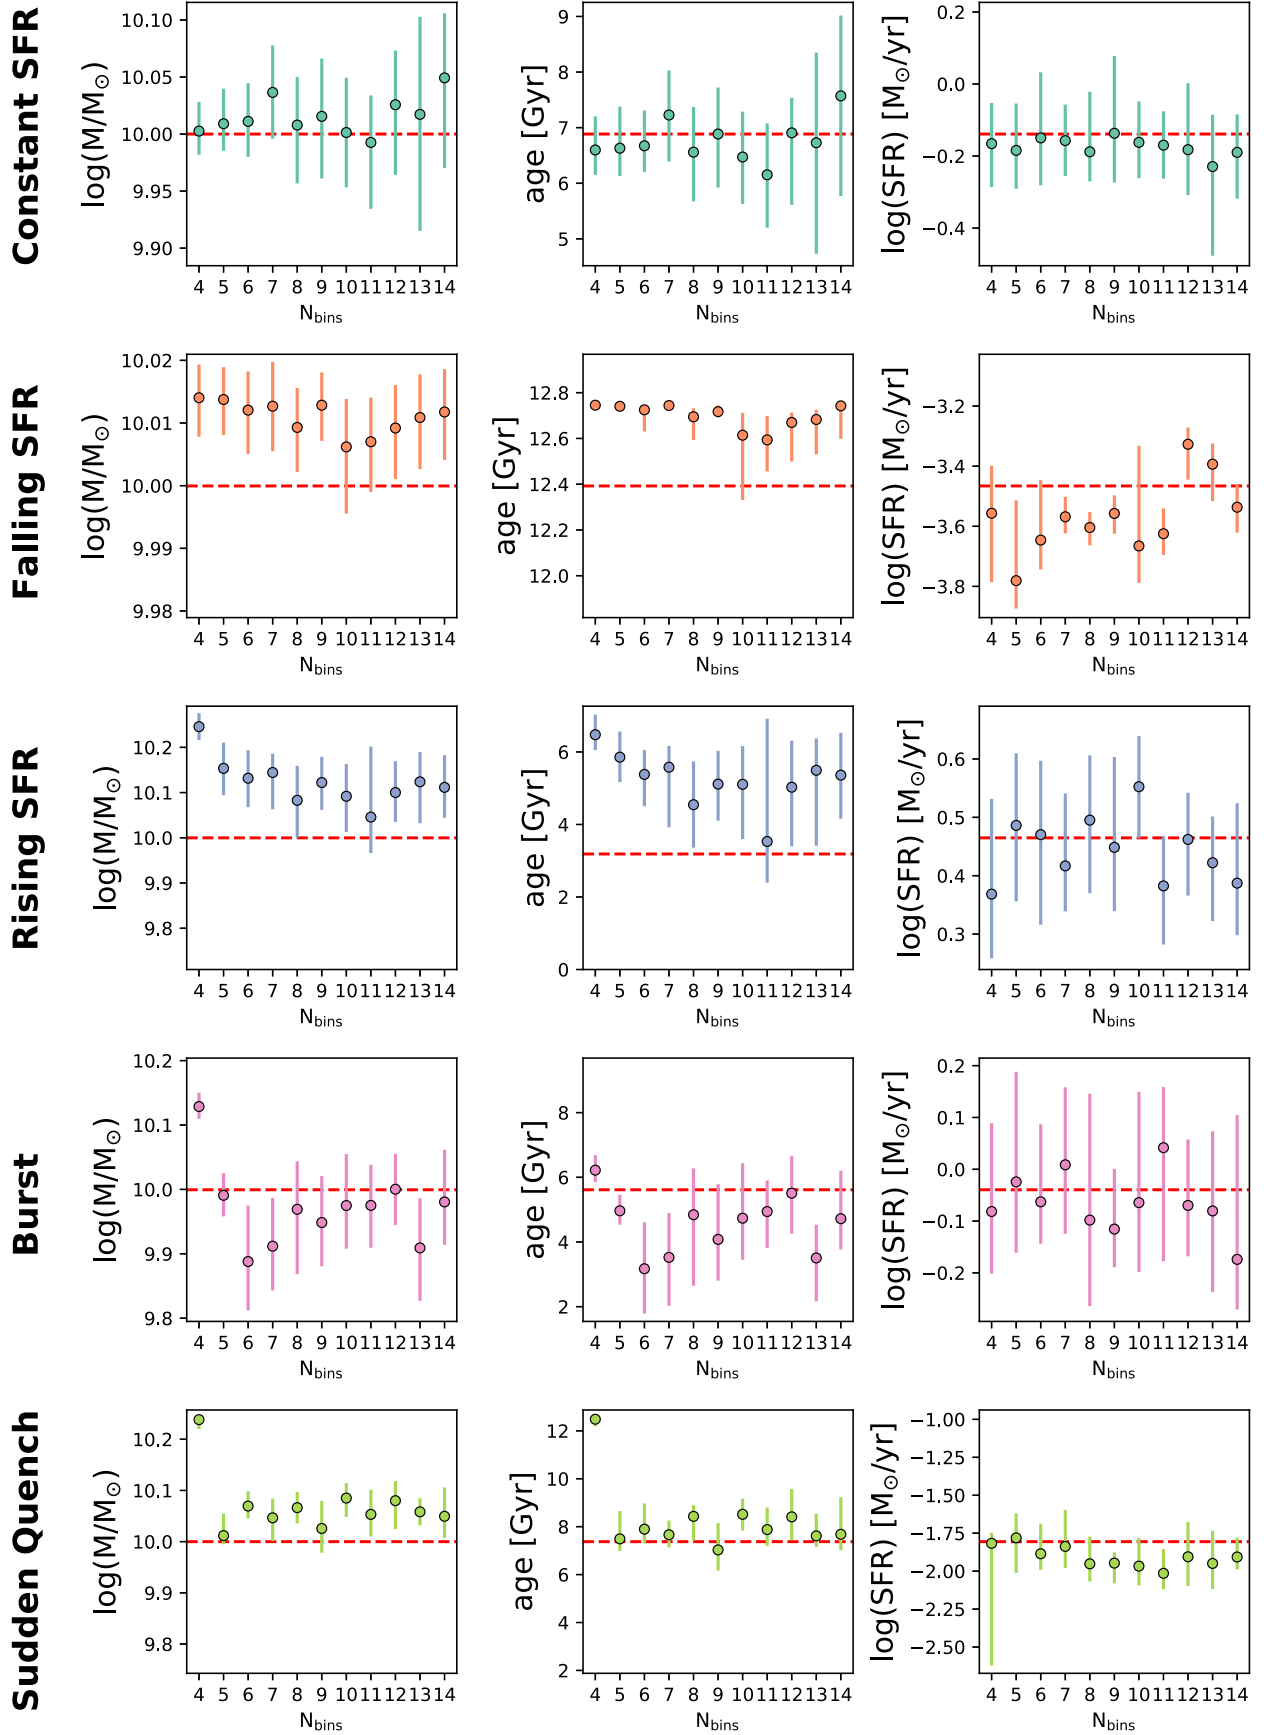 Constant SFR
log(M/M⊙)
10.10
10.05
10.00
9.95
9.90
4 5 6 7 8 9 10 11 12 13 14
N_bins
age [Gyr]
9
8
7
6
5
4 5 6 7 8 9 10 11 12 13 14
N_bins
log(SFR) [M⊙/yr]
0.2
0.0
−0.2
−0.4
4 5 6 7 8 9 10 11 12 13 14
N_bins
Falling SFR
log(M/M⊙)
10.02
10.01
10.00
9.99
9.98
4 5 6 7 8 9 10 11 12 13 14
N_bins
age [Gyr]
12.8
12.6
12.4
12.2
12.0
4 5 6 7 8 9 10 11 12 13 14
N_bins
log(SFR) [M⊙/yr]
−3.2
−3.4
−3.6
−3.8
4 5 6 7 8 9 10 11 12 13 14
N_bins
Rising SFR
log(M/M⊙)
10.2
10.1
10.0
9.9
9.8
4 5 6 7 8 9 10 11 12 13 14
N_bins
age [Gyr]
6
4
2
0
4 5 6 7 8 9 10 11 12 13 14
N_bins
log(SFR) [M⊙/yr]
0.6
0.5
0.4
0.3
4 5 6 7 8 9 10 11 12 13 14
N_bins
Burst
log(M/M⊙)
10.2
10.1
10.0
9.9
9.8
4 5 6 7 8 9 10 11 12 13 14
N_bins
age [Gyr]
8
6
4
2
4 5 6 7 8 9 10 11 12 13 14
N_bins
log(SFR) [M⊙/yr]
0.2
0.1
0.0
−0.1
−0.2
4 5 6 7 8 9 10 11 12 13 14
N_bins
Sudden Quench
log(M/M⊙)
10.2
10.1
10.0
9.9
9.8
4 5 6 7 8 9 10 11 12 13 14
N_bins
age [Gyr]
12
10
8
6
4
2
4 5 6 7 8 9 10 11 12 13 14
N_bins
log(SFR) [M⊙/yr]
−1.00
−1.25
−1.50
−1.75
−2.00
−2.25
−2.50
4 5 6 7 8 9 10 11 12 13 14
N_bins